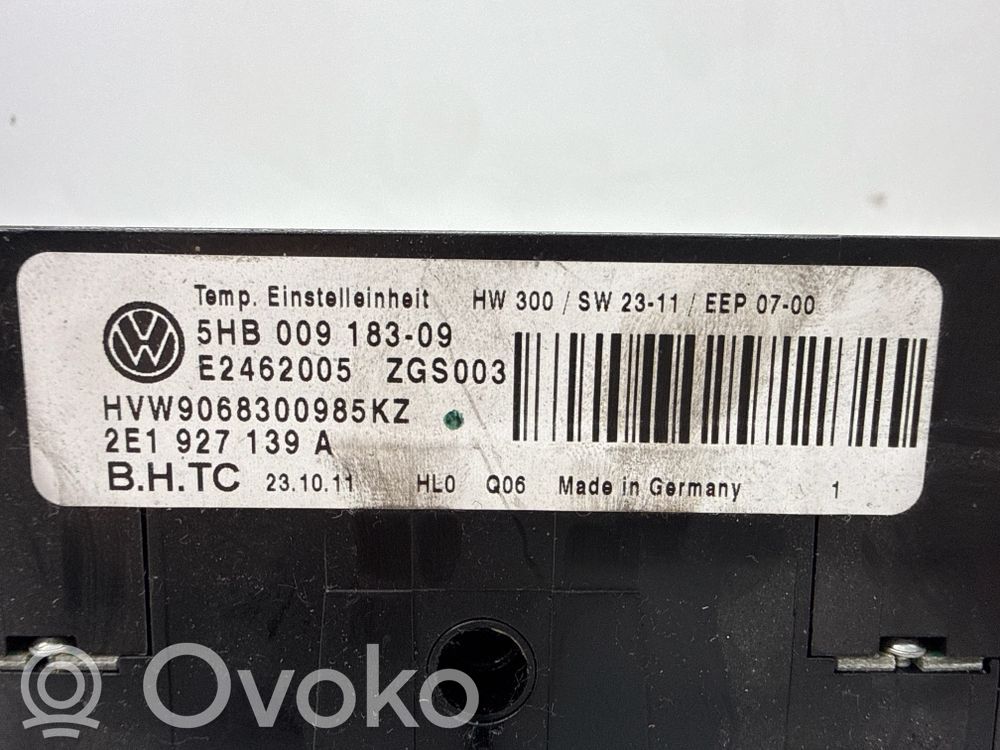 Temp. Einstelleinheit HW 300 / SW 23-11 / EEP 07-00
5HB 009 183-09
E2462005 ZGS003
HVW9068300985KZ
2E1 927 139 A
B.H.TC 23.10.11 HL0 Q06 Made in Germany 1
Ovoko